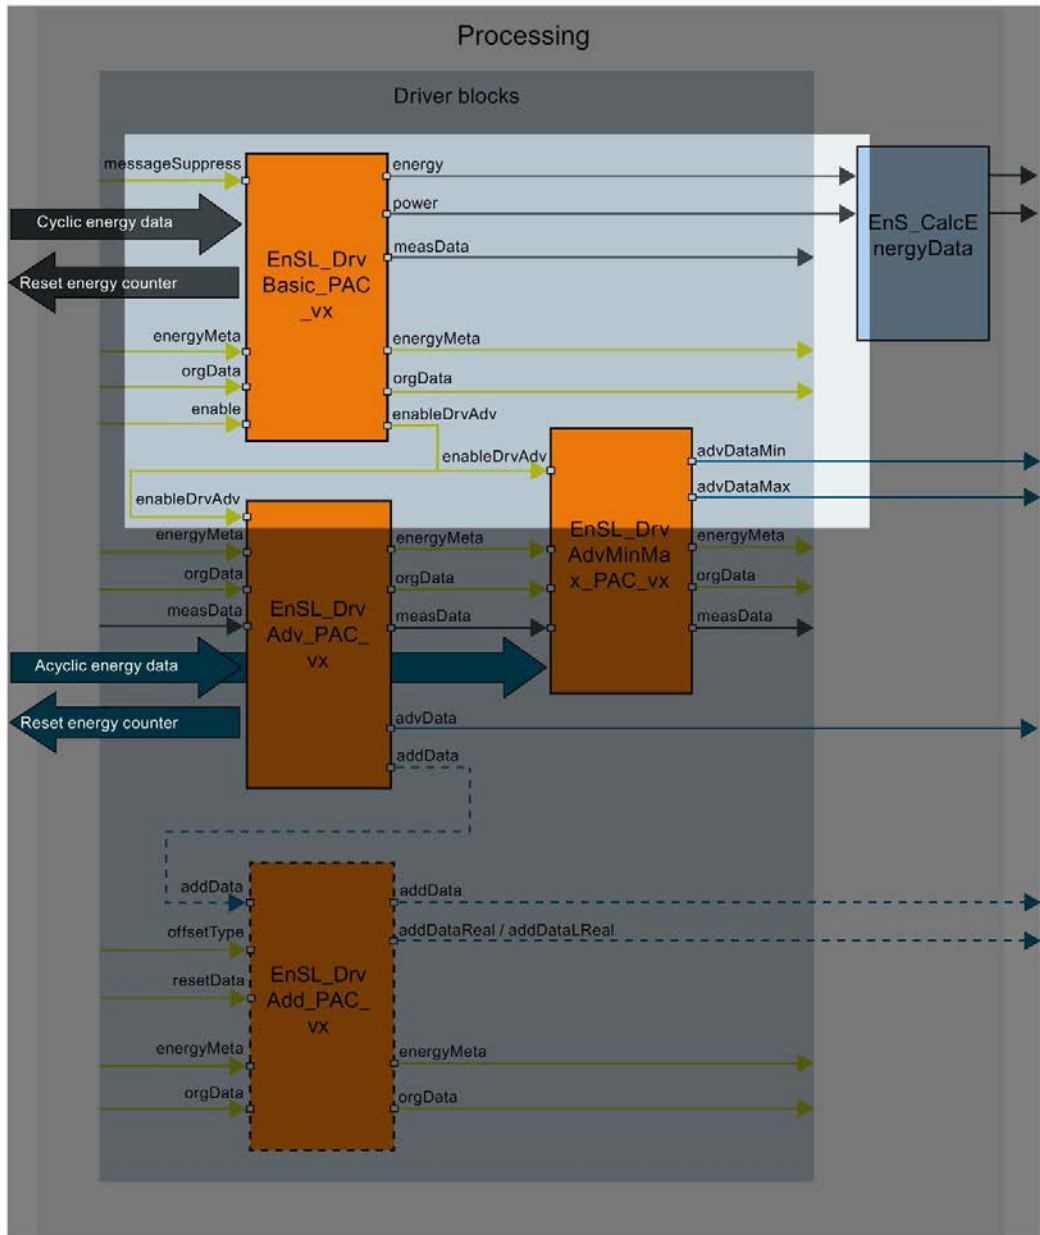 Processing
Driver blocks
messageSuppress
energy
Cyclic energy data
power
EnS_CalcE
nergyData
measData
EnSL_Drv
Basic_PAC
_vx
Reset energy counter
energyMeta
energyMeta
orgData
orgData
enable
enableDrvAdv
enableDrvAdv
advDataMin
enableDrvAdv
advDataMax
energyMeta
energyMeta
EnSL_Drv
AdvMinMa
x_PAC_vx
energyMeta
orgData
orgData
orgData
measData
EnSL_Drv
Adv_PAC_
vx
measData
measData
Acyclic energy data
Reset energy counter
advData
addData
addData
addData
offsetType
addDataReal / addDataLReal
resetData
EnSL_Drv
Add_PAC_
vx
energyMeta
energyMeta
orgData
orgData